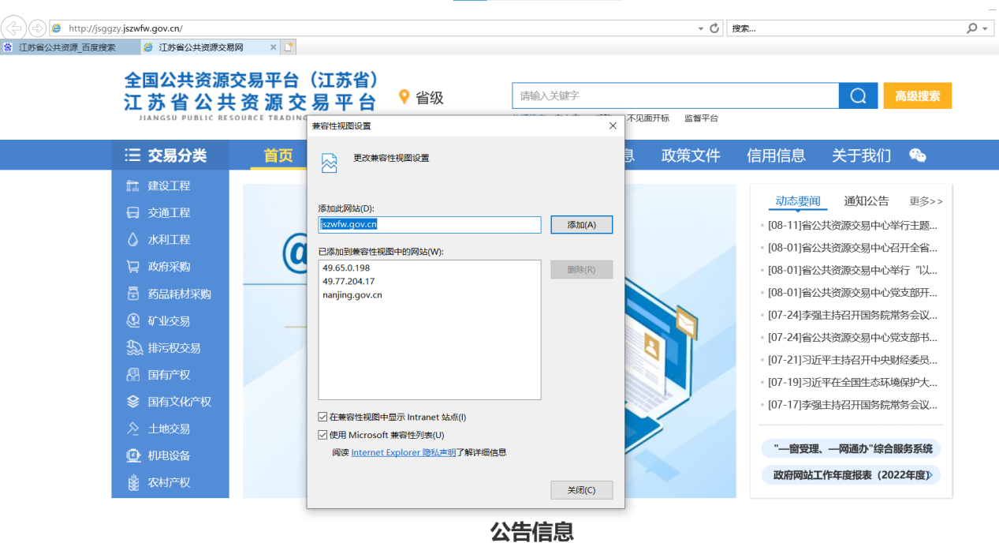 http://jsggzy.jszwfw.gov.cn/
搜索...
江苏省公共资源_百度搜索
江苏省公共资源交易网
全国公共资源交易平台（江苏省）
江苏省公共资源交易平台
JIANGSU PUBLIC RESOURCE TRADING
省级
请输入关键字
高级搜索
不见面开标 监督平台
交易分类
首页
息
政策文件
信用信息
关于我们
建设工程
交通工程
水利工程
政府采购
药品耗材采购
矿业交易
排污权交易
国有产权
国有文化产权
土地交易
机电设备
农村产权
兼容性视图设置
更改兼容性视图设置
添加此网站(D):
jszwfw.gov.cn
添加(A)
已添加到兼容性视图中的网站(W):
49.65.0.198
49.77.204.17
nanjing.gov.cn
删除(R)
在兼容性视图中显示 Intranet 站点(I)
使用 Microsoft 兼容性列表(U)
阅读 Internet Explorer 隐私声明了解详细信息
关闭(C)
动态要闻 通知公告 更多>>
[08-11]省公共资源交易中心举行主题...
[08-01]省公共资源交易中心召开全省...
[08-01]省公共资源交易中心举行“以...
[08-01]省公共资源交易中心党支部开...
[07-24]李强主持召开国务院常务会议...
[07-24]省公共资源交易中心党支部书...
[07-21]习近平主持召开中央财经委员...
[07-19]习近平在全国生态环境保护大...
[07-17]李强主持召开国务院常务会议...
"一窗受理、一网通办"综合服务系统
政府网站工作年度报表（2022年度）
公告信息